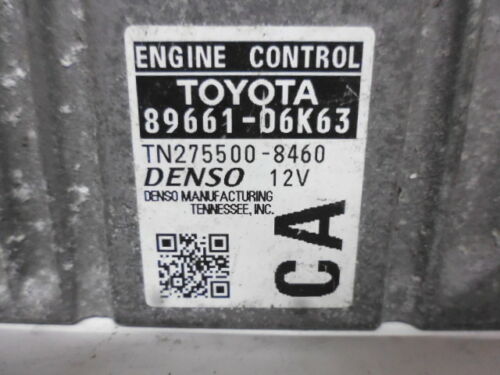 ENGINE CONTROL
TOYOTA
89661-06K63
TN275500-8460
DENSO 12V
DENSO MANUFACTURING
TENNESSEE, INC.
CA